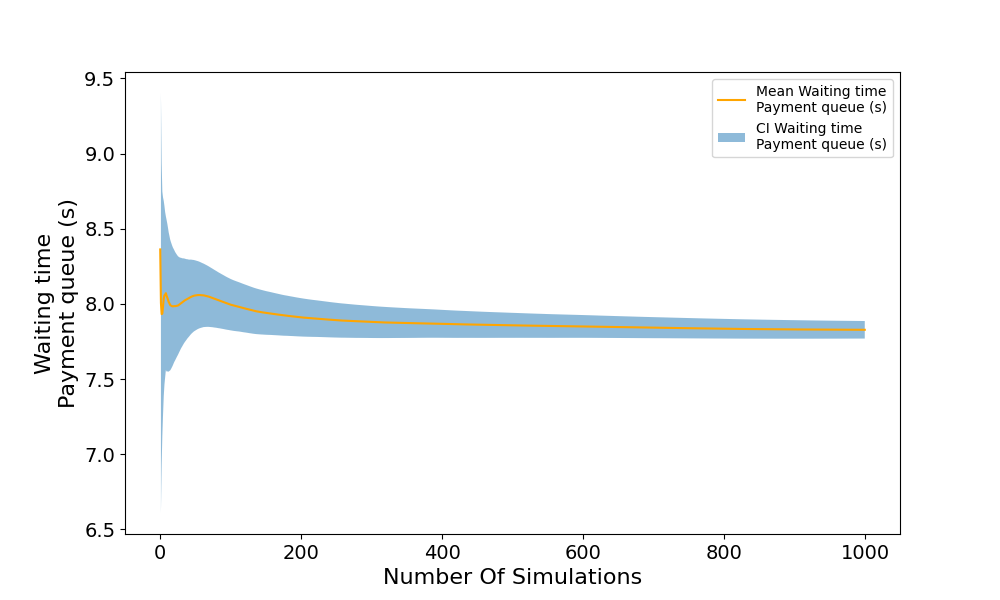 9.5
9.0
8.5
8.0
7.5
7.0
6.5
Waiting time
Payment queue (s)
Mean Waiting time
Payment queue (s)
CI Waiting time
Payment queue (s)
0 200 400 600 800 1000
Number Of Simulations